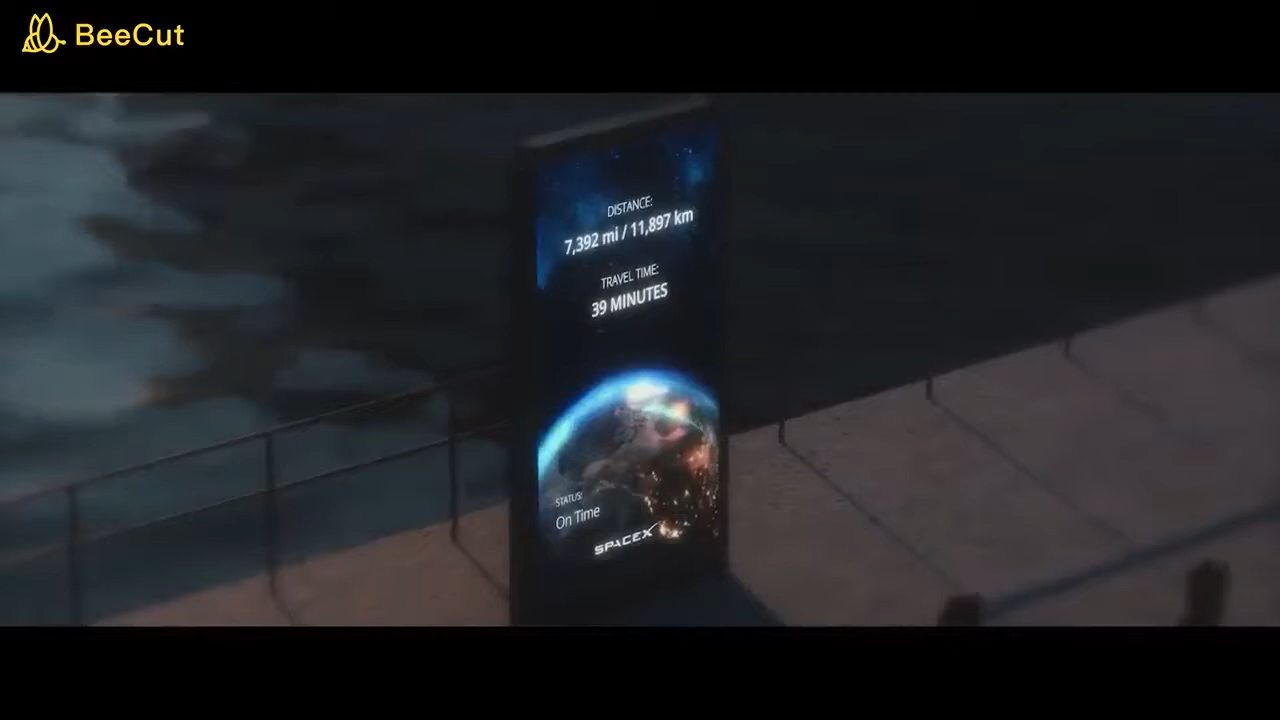 BeeCut
DISTANCE:
7,392 mi / 11,897 km
TRAVEL TIME:
39 MINUTES
STATUS:
On Time
SPACEX